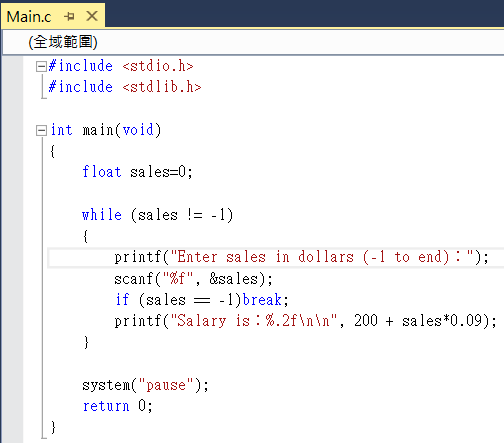 Main.c
(全域範圍)
#include <stdio.h>
#include <stdlib.h>
int main(void)
{
float sales=0;
while (sales != -1)
{
printf("Enter sales in dollars (-1 to end)：");
scanf("%f", &sales);
if (sales == -1)break;
printf("Salary is：%.2f\n\n", 200 + sales*0.09);
}
system("pause");
return 0;
}